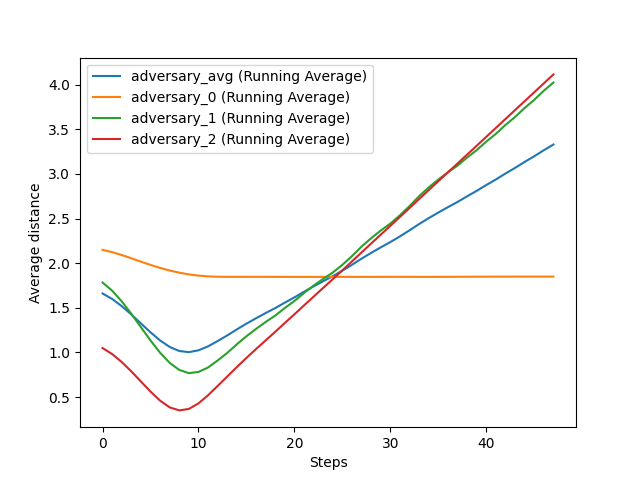 adversary_avg (Running Average)
adversary_0 (Running Average)
adversary_1 (Running Average)
adversary_2 (Running Average)
4.0
3.5
3.0
2.5
2.0
1.5
1.0
0.5
Average distance
0 10 20 30 40
Steps